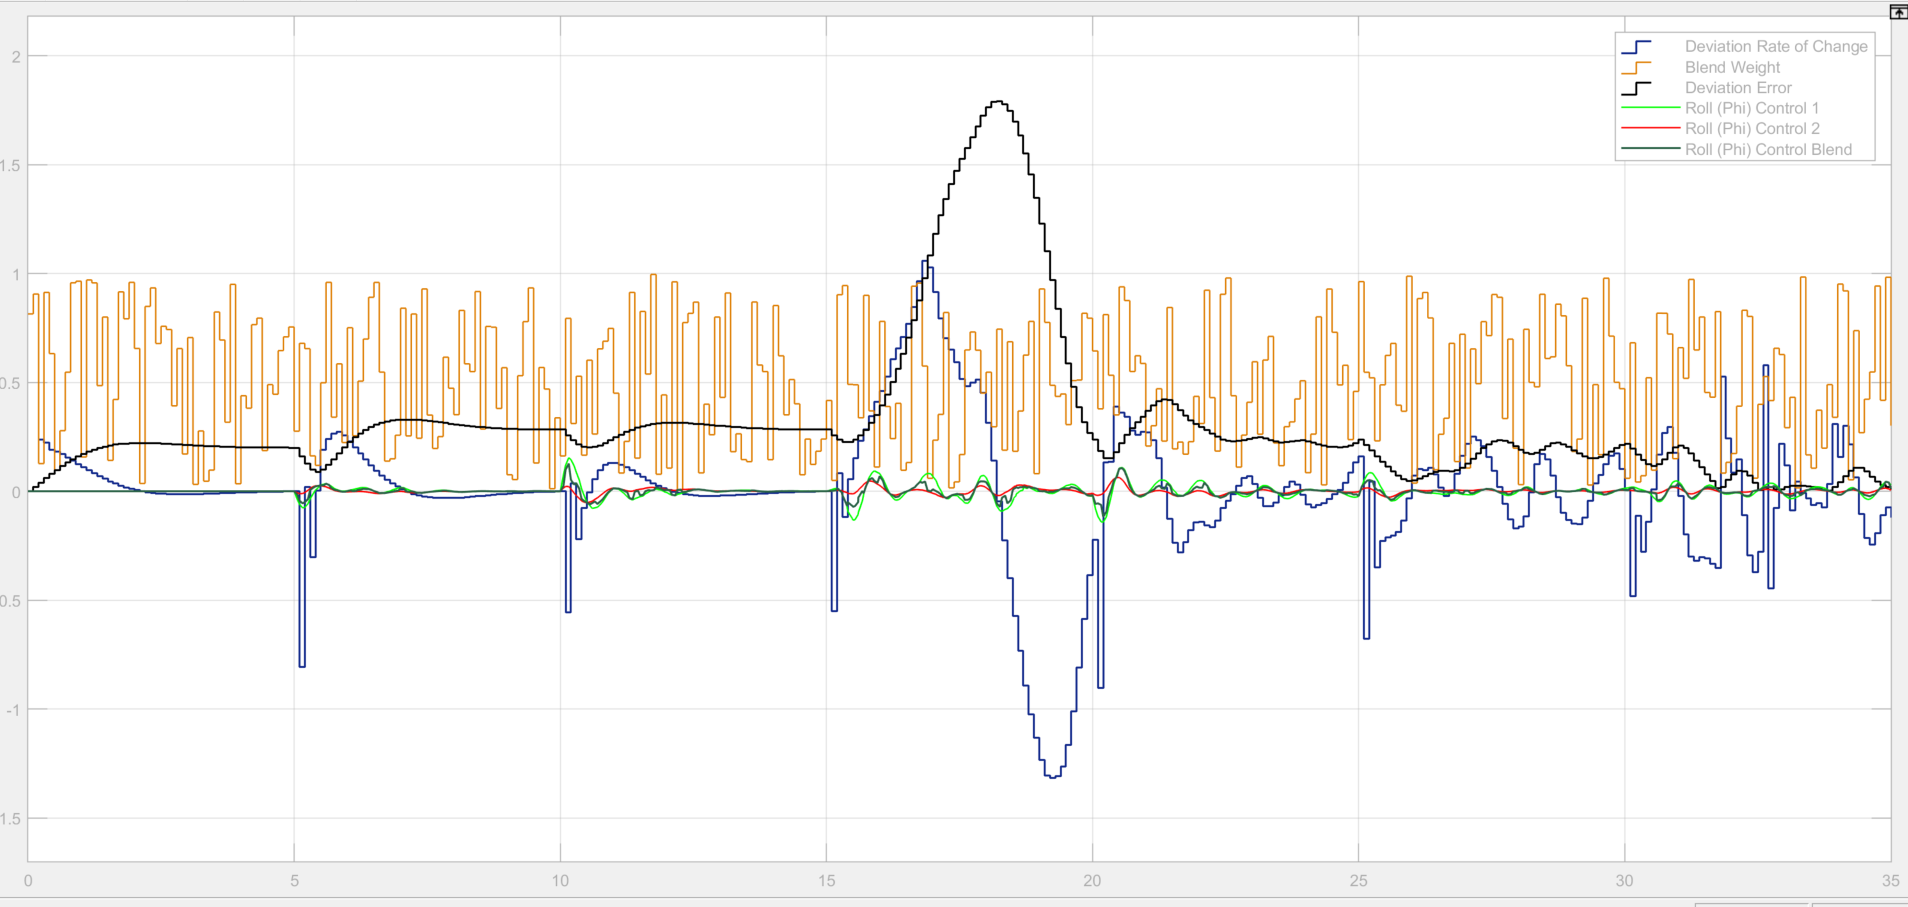 Deviation Rate of Change
2
Blend Weight
Deviation Error
Roll (Phi) Control 1
Roll (Phi) Control 2
Roll (Phi) Control Blend
1.5
1
0.5
0
0.5
-1
1.5
0 5 10 15 20 25 30 35